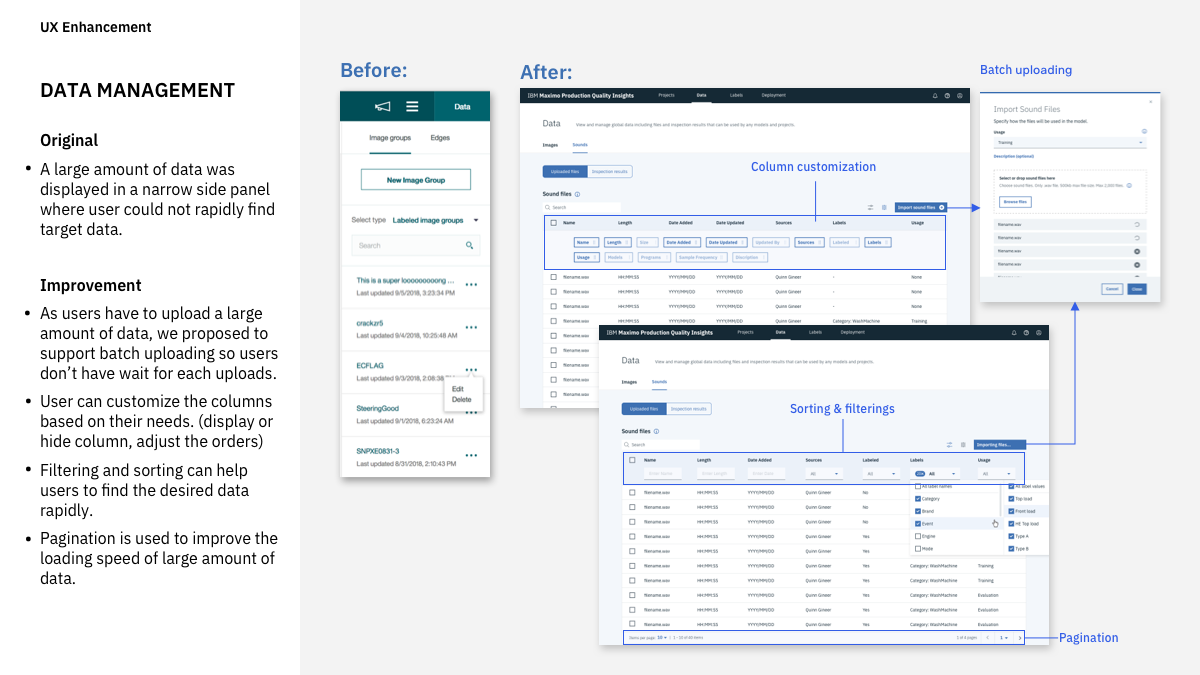 UX Enhancement
DATA MANAGEMENT
Original
• A large amount of data was
displayed in a narrow side panel
where user could not rapidly find
target data.
Improvement
• As users have to upload a large
amount of data, we proposed to
support batch uploading so users
don't have wait for each uploads.
• User can customize the columns
based on their needs. (display or
hide column, adjust the orders)
• Filtering and sorting can help
users to find the desired data
rapidly.
• Pagination is used to improve the
loading speed of large amount of
data.
Before:
Data
Image groups Edges
New Image Group
Select type Labeled image groups
Search
This is a super looooooooong ...
Last updated 9/5/2018, 3:23:34 PM
crackzr5
Last updated 9/4/2018, 10:25:48 AM
ECFLAG
Last updated 9/3/2018, 2:08:38
Edit
Delete
SteeringGood
Last updated 9/1/2018, 6:23:24 AM
SNPXE0831-3
Last updated 8/31/2018, 2:10:43 PM
After:
IBM Maximo Production Quality Insights Projects Data Labels Deployment
Data View and manage global data including files and inspection results that can be used by any models and projects.
Images Sounds
Column customization
Uploaded files Inspection results
Sound files
Search Import sound files
Name Length Date Added Date Updated Sources Labels Usage
Name Length Size Date Added Date Updated Updated By Sources Labeled Labels
Usage Models Programs Sample Frequency Discription
filename.wav HH:MM:SS YYYY/MM/DD YYYY/MM/DD Quinn Gineer None
filename.wav HH:MM:SS YYYY/MM/DD YYYY/MM/DD Quinn Gineer None
filename.wav HH:MM:SS YYYY/MM/DD YYYY/MM/DD Quinn Gineer None
filename.wav HH:MM:SS YYYY/MM/DD YYYY/MM/DD Quinn Gineer Category: WashMachine Training
filename.wav
filename.wav
filename.wav
filename.wav
filename.wav
Batch uploading
Import Sound Files
Specify how the files will be used in the model.
Usage
Training
Description (optional)
Select or drop sound files here
Browse files
filename.wav
filename.wav
filename.wav
filename.wav
Cancel Close
IBM Maximo Production Quality Insights Projects Data Labels Deployment
Data View and manage global data including files and inspection results that can be used by any models and projects.
Images Sounds
Sorting & filterings
Uploaded files Inspection results
Sound files
Search Importing files...
Name Length Date Added Sources Labeled Labels Usage
Enter name Enter length Enter date All All All All
filename.wav HH:MM:SS YYYY/MM/DD Quinn Gineer No
filename.wav HH:MM:SS YYYY/MM/DD Quinn Gineer No
filename.wav HH:MM:SS YYYY/MM/DD Quinn Gineer No
filename.wav HH:MM:SS YYYY/MM/DD Quinn Gineer Yes
filename.wav HH:MM:SS YYYY/MM/DD Quinn Gineer Yes
All label names All label values
Category Top load
Brand Front load
Event HE Top load
Engine Type A
Mode Type B
filename.wav HH:MM:SS YYYY/MM/DD Quinn Gineer Yes Category: WashMachine Training
filename.wav HH:MM:SS YYYY/MM/DD Quinn Gineer Yes Category: WashMachine Training
filename.wav HH:MM:SS YYYY/MM/DD Quinn Gineer Yes Category: WashMachine Evaluation
filename.wav HH:MM:SS YYYY/MM/DD Quinn Gineer Yes Category: WashMachine Evaluation
filename.wav HH:MM:SS YYYY/MM/DD Quinn Gineer Yes Category: WashMachine Evaluation
Items per page: 10 1 - 10 of 40 items 1 of 4 pages 1
Pagination